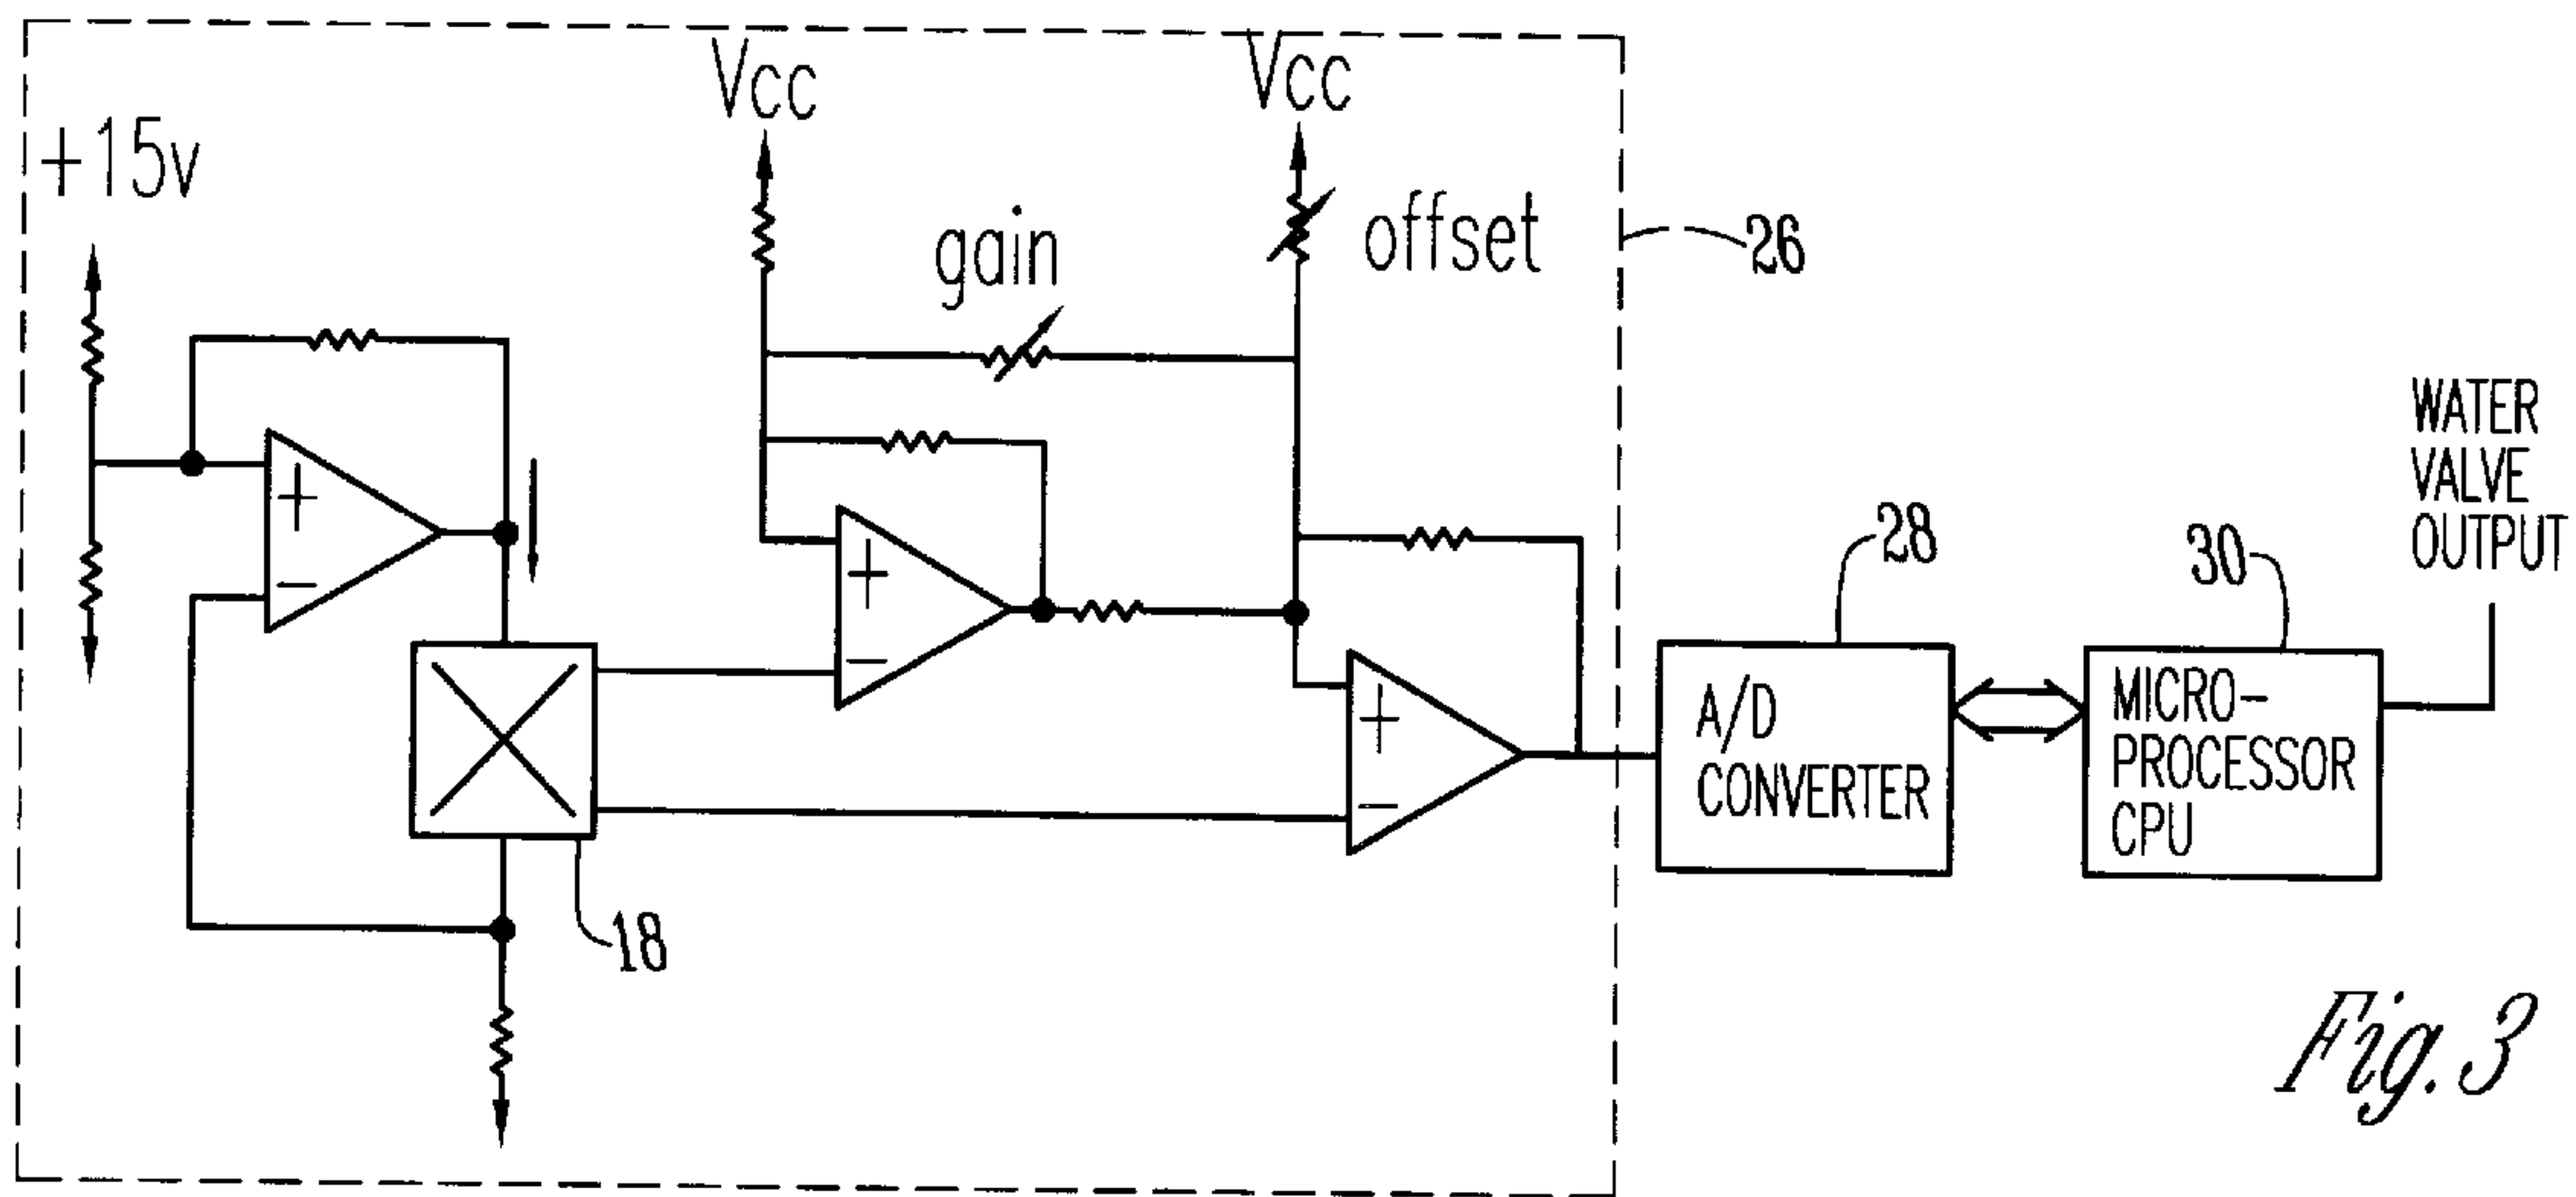 +15v
Vcc
Vcc
gain
offset
26
+
−
+
−
+
−
18
28
A/D
CONVERTER
30
MICRO-
PROCESSOR
CPU
WATER
VALVE
OUTPUT
Fig. 3